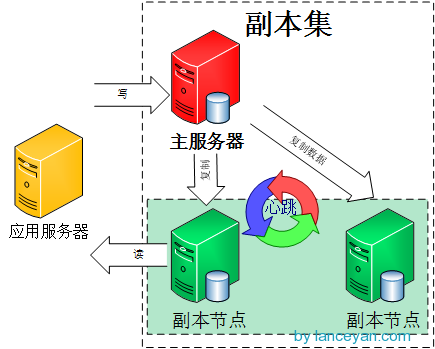 副本集
写
主服务器
复制数据
复制
心跳
应用服务器
读
副本节点
副本节点
by lanceyan.com